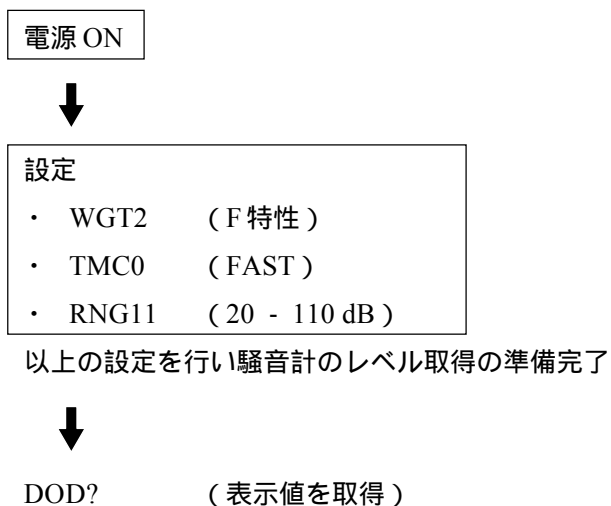 電源 ON
設定
・ WGT2 （F 特性）
・ TMC0 （FAST）
・ RNG11 （20 - 110 dB）
以上の設定を行い騒音計のレベル取得の準備完了
DOD? （表示値を取得）